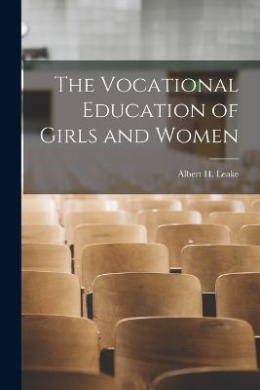 The Vocational
Education of
Girls and Women
Albert H. Leake